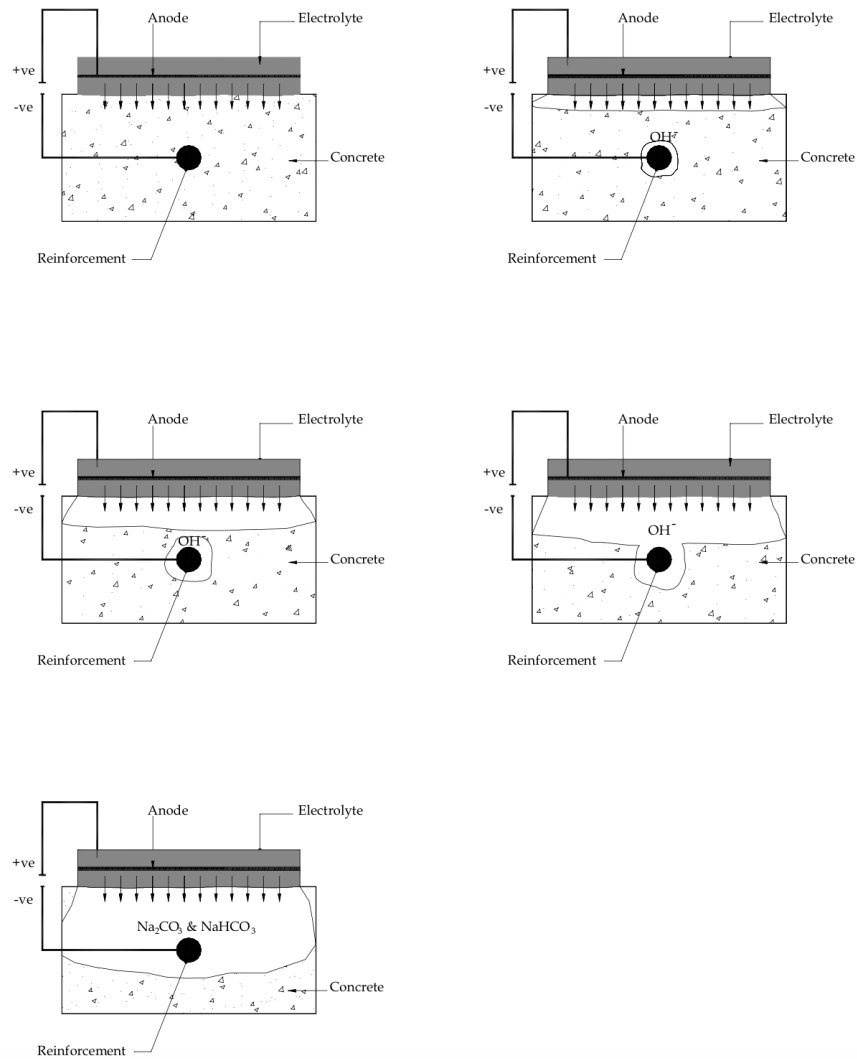 Anode Electrolyte
+ve
-ve
Concrete
Reinforcement
Anode Electrolyte
+ve
-ve
OH⁻
Concrete
Reinforcement
Anode Electrolyte
+ve
-ve
OH⁻
Concrete
Reinforcement
Anode Electrolyte
+ve
-ve
OH⁻
Concrete
Reinforcement
Anode Electrolyte
+ve
-ve
Na₂CO₃ & NaHCO₃
Concrete
Reinforcement